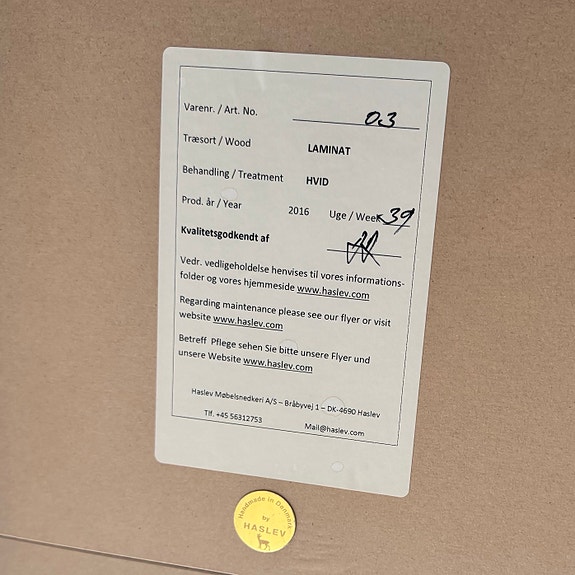 Varenr. / Art. No. 0.3
Træsort / Wood LAMINAT
Behandling / Treatment HVID
Prod. år / Year 2016 Uge / Week 39
Kvalitetsgodkendt af
Vedr. vedligeholdelse henvises til vores informations-
folder og vores hjemmeside www.haslev.com
Regarding maintenance please see our flyer or visit
website www.haslev.com
Betreff Pflege sehen Sie bitte unsere Flyer und
unsere Website www.haslev.com
Haslev Møbelsnedkeri A/S – Bråbyvej 1 – DK-4690 Haslev
Tlf. +45 56312753 Mail@haslev.com
Handmade in Denmark
by
HASLEV